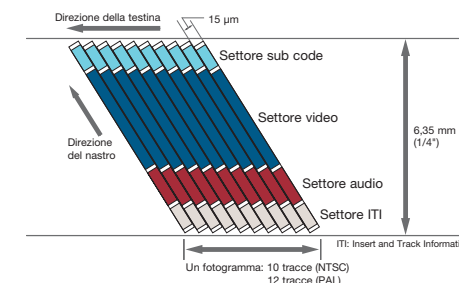 Direzione della testina
15 µm
Settore sub code
Settore video
Direzione
del nastro
6,35 mm
(1/4")
Settore audio
Settore ITI
ITI: Insert and Track Informati
Un fotogramma: 10 tracce (NTSC)
12 tracce (PAL)